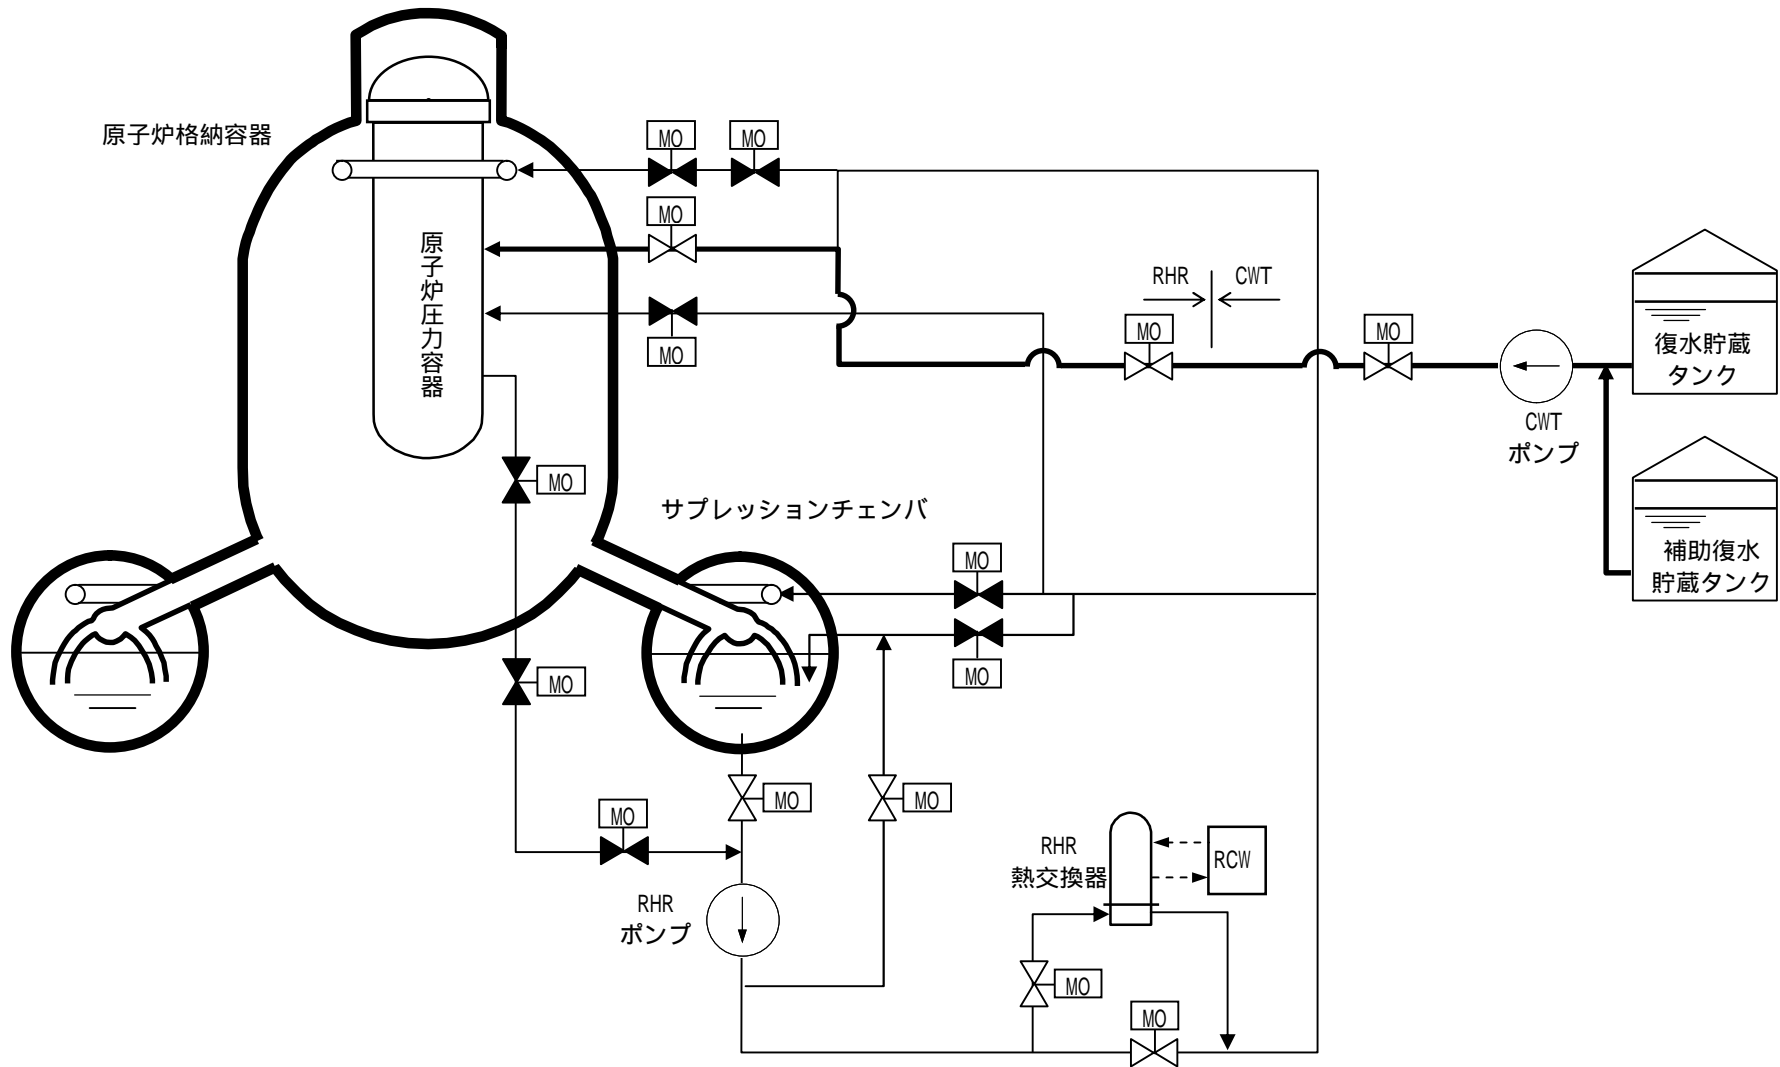 MO
MO
原子炉格納容器
MO
原子炉圧力容器
RHR
CWT
MO
MO
MO
復水貯蔵
タンク
CWT
ポンプ
MO
サプレッションチェンバ
MO
補助復水
貯蔵タンク
MO
MO
MO
MO
MO
RHR
熱交換器
RCW
RHR
ポンプ
MO
MO